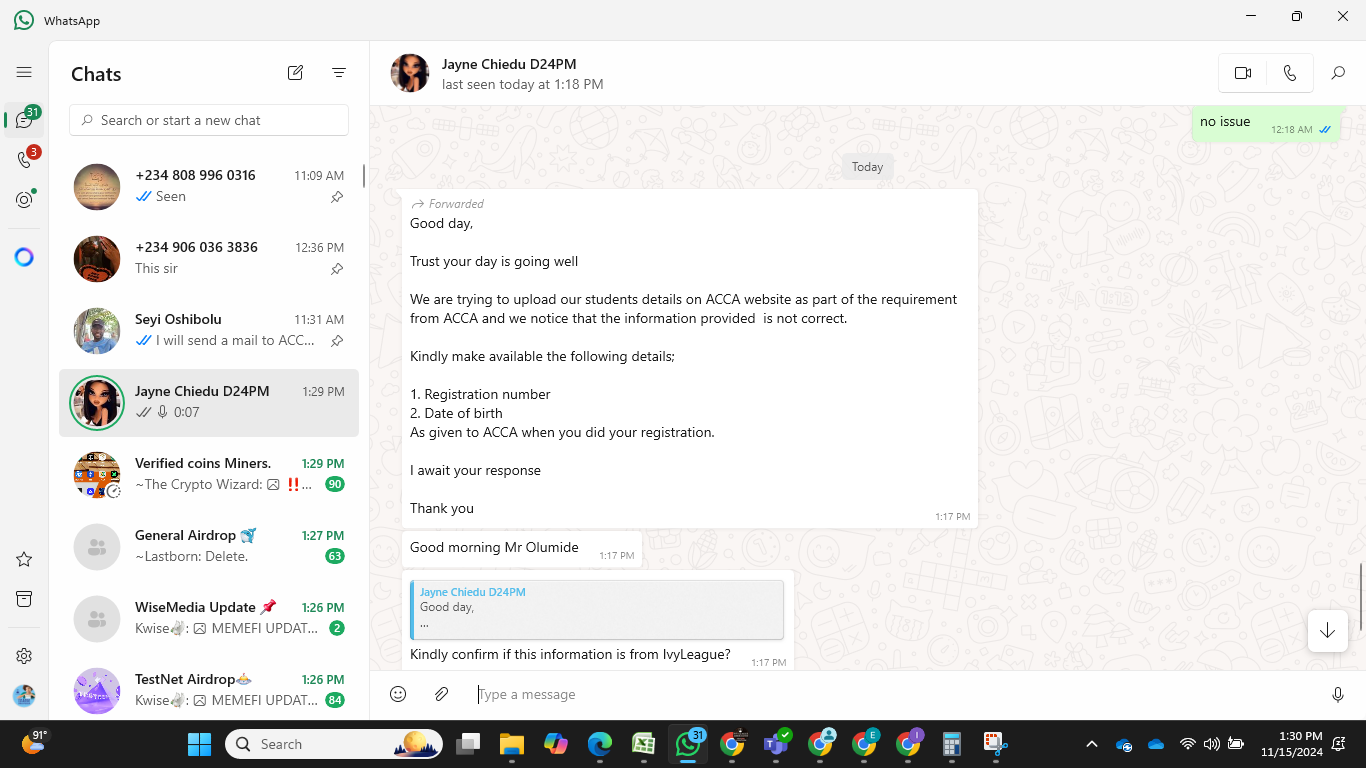 WhatsApp
31
3
Chats
Search or start a new chat
+234 808 996 0316
11:09 AM
Seen
+234 906 036 3836
12:36 PM
This sir
Seyi Oshibolu
11:31 AM
I will send a mail to ACC...
Jayne Chiedu D24PM
1:29 PM
0:07
Verified coins Miners.
1:29 PM
~The Crypto Wizard: ‼️...
90
General Airdrop
1:27 PM
~Lastborn: Delete.
63
WiseMedia Update 📌
1:26 PM
Kwise: MEMEFI UPDAT...
2
TestNet Airdrop
1:26 PM
Kwise: MEMEFI UPDAT...
84
Jayne Chiedu D24PM
last seen today at 1:18 PM
no issue
12:18 AM
Today
Forwarded
Good day,
Trust your day is going well
We are trying to upload our students details on ACCA website as part of the requirement
from ACCA and we notice that the information provided  is not correct.
Kindly make available the following details;
1. Registration number
2. Date of birth
As given to ACCA when you did your registration.
I await your response
Thank you
1:17 PM
Good morning Mr Olumide
1:17 PM
Jayne Chiedu D24PM
Good day,
...
Kindly confirm if this information is from IvyLeague?
1:17 PM
Type a message
91°
Search
31
E
I
1:30 PM
11/15/2024